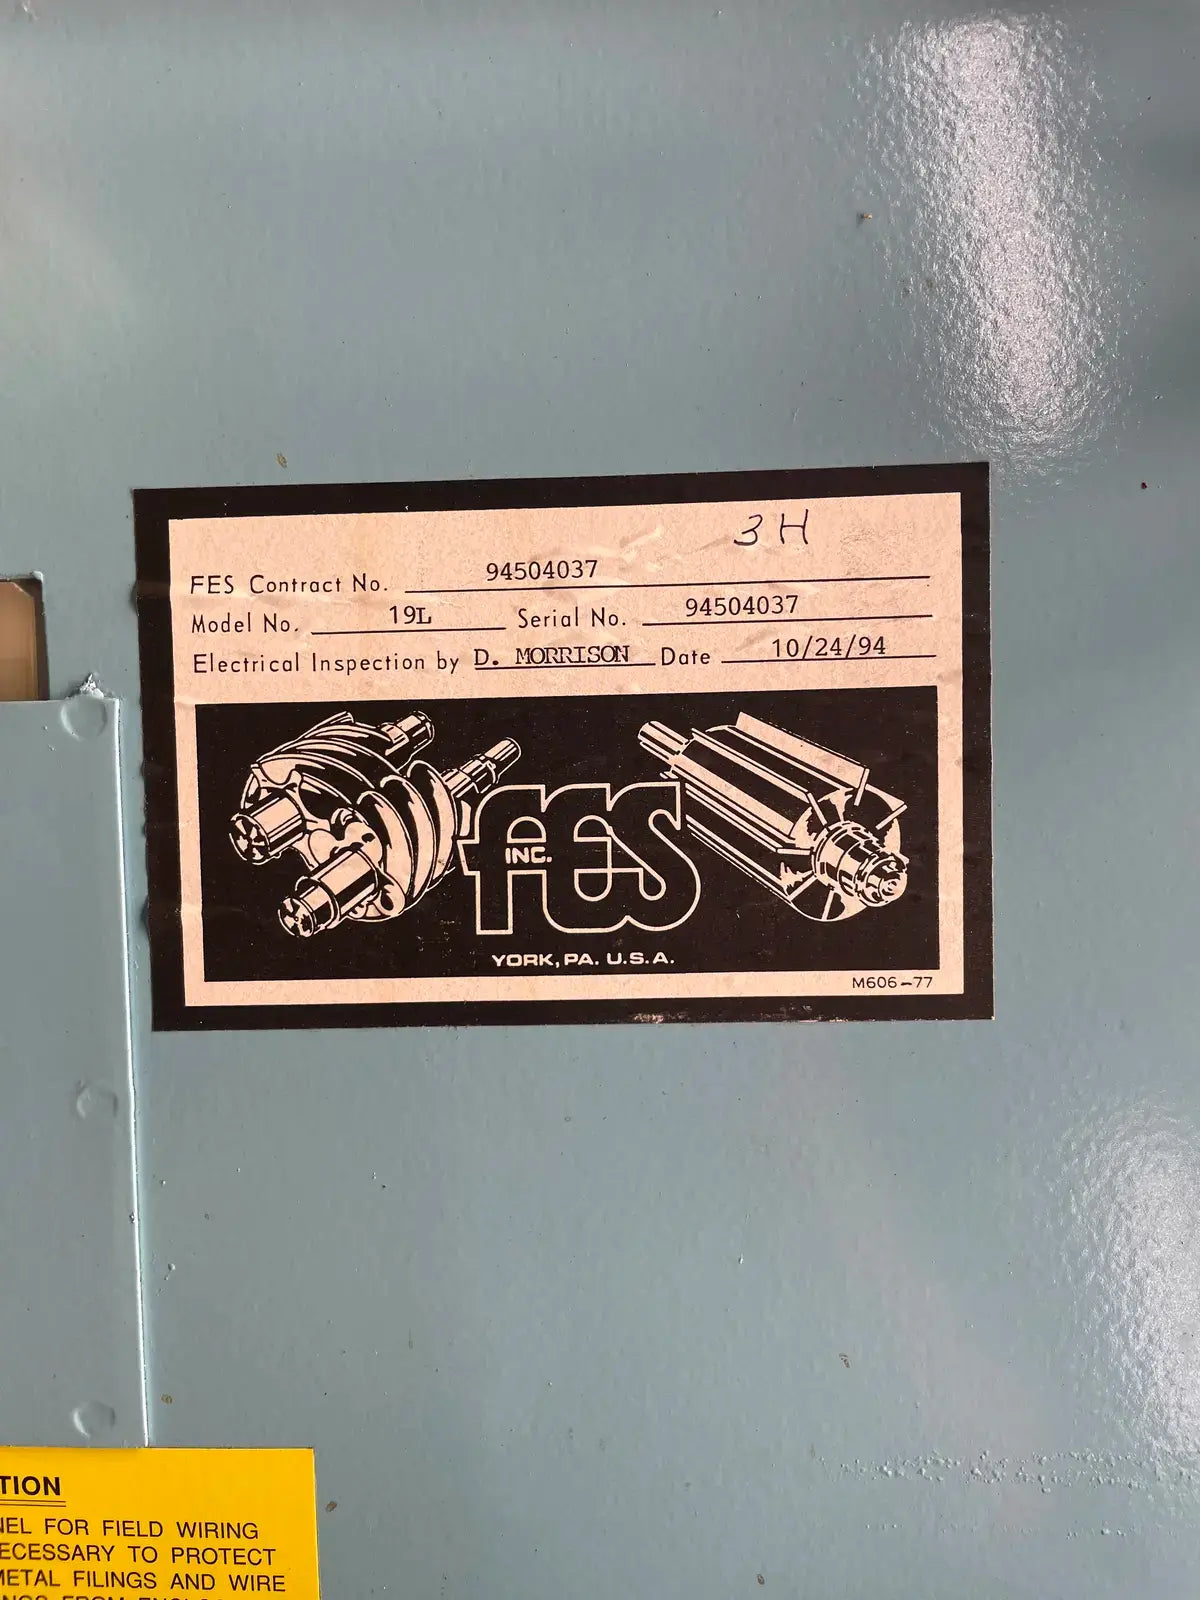 3H
FES Contract No. 94504037
Model No. 19L Serial No. 94504037
Electrical Inspection by D. MORRISON Date 10/24/94
FES
INC.
YORK, PA. U.S.A.
M606-77
TION
NEL FOR FIELD WIRING
ECESSARY TO PROTECT
METAL FILINGS AND WIRE